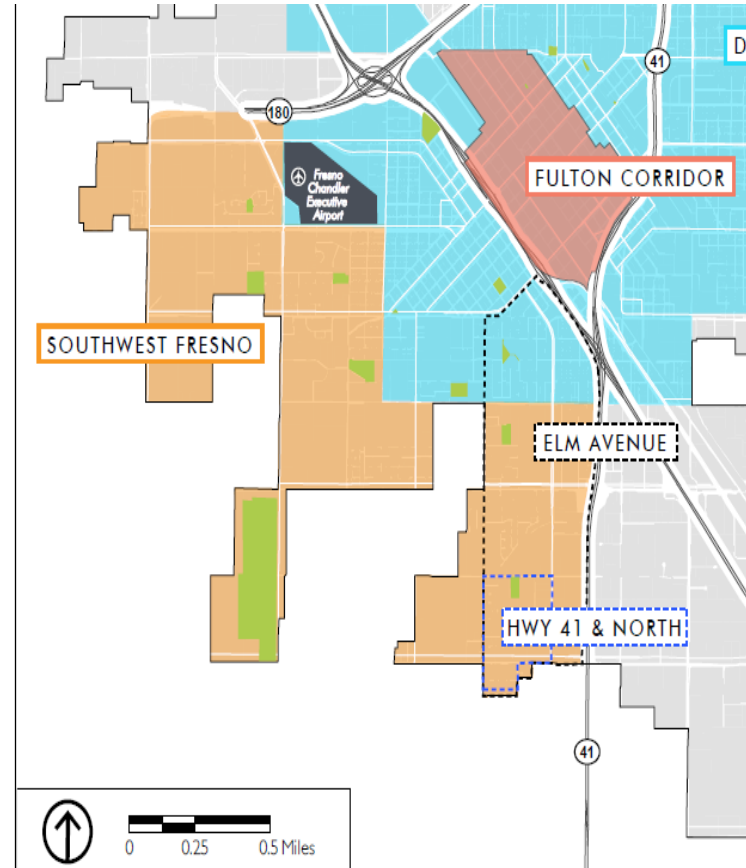 41
D
180
Fresno
Chandler
Executive
Airport
FULTON CORRIDOR
SOUTHWEST FRESNO
ELM AVENUE
HWY 41 & NORTH
41
0 0.25 0.5 Miles